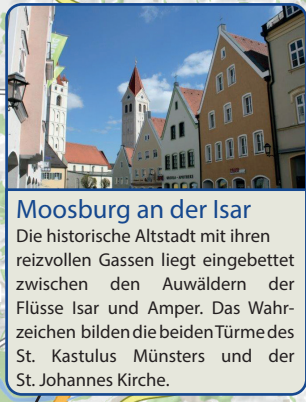 Moosburg an der Isar
Die historische Altstadt mit ihren
reizvollen Gassen liegt eingebettet
zwischen den Auwäldern der
Flüsse Isar und Amper. Das Wahr-
zeichen bilden die beiden Türme des
St. Kastulus Münsters und der
St. Johannes Kirche.